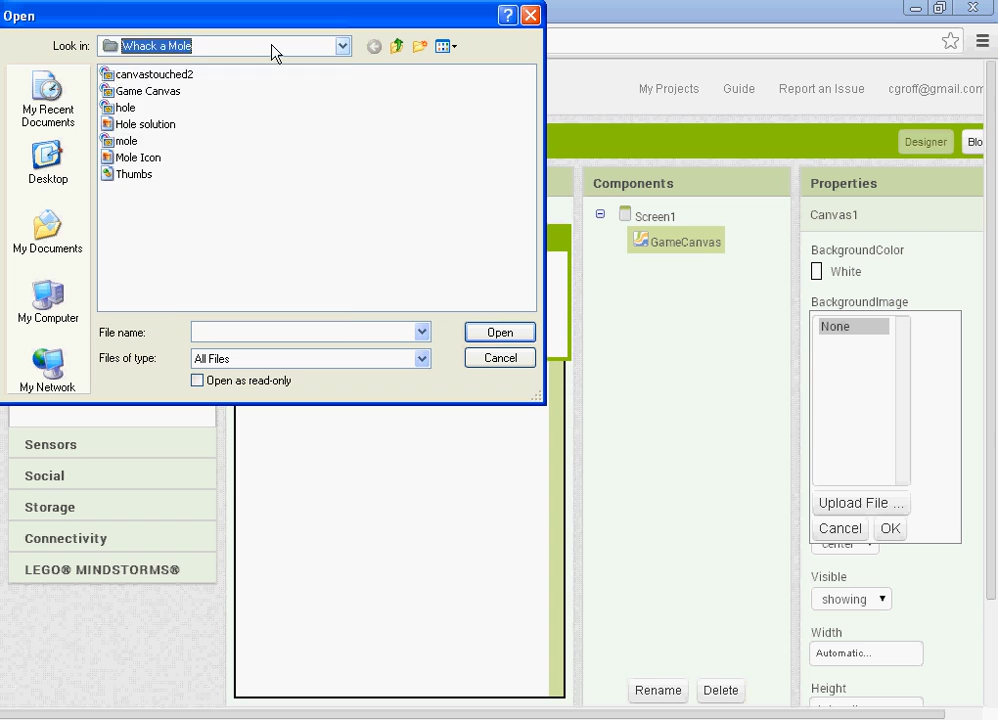 Open
Look in:
Whack a Mole
canvastouched2
Game Canvas
hole
Hole solution
mole
Mole Icon
Thumbs
My Recent
Documents
Desktop
My Documents
My Computer
My Network
File name:
Open
Files of type:
All Files
Cancel
Open as read-only
My Projects
Guide
Report an Issue
cgroff@gmail.com
Designer
Blo
Components
Screen1
GameCanvas
Rename
Delete
Properties
Canvas1
BackgroundColor
White
BackgroundImage
None
Upload File ...
Cancel
OK
center
Visible
showing
Width
Automatic...
Height
Sensors
Social
Storage
Connectivity
LEGO® MINDSTORMS®